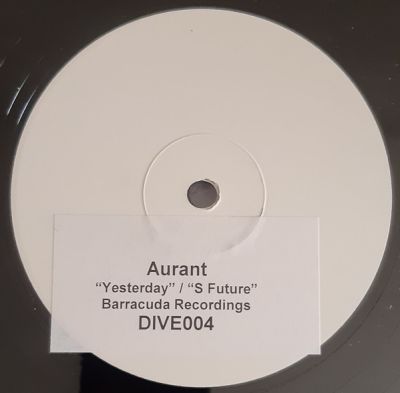 Aurant
“Yesterday” / “S Future”
Barracuda Recordings
DIVE004